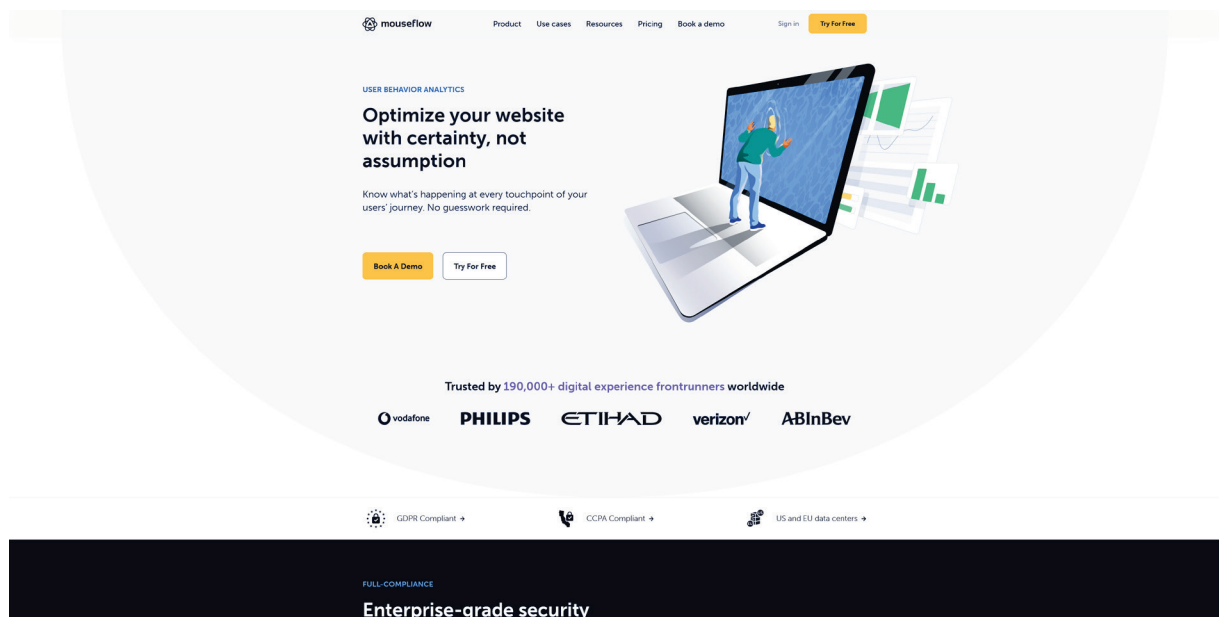 mouseflow
Product Use cases Resources Pricing Book a demo Sign in Try For Free
USER BEHAVIOR ANALYTICS
Optimize your website
with certainty, not
assumption
Know what's happening at every touchpoint of your
users' journey. No guesswork required.
Book A Demo Try For Free
Trusted by 190,000+ digital experience frontrunners worldwide
vodafone PHILIPS ETIHAD verizon✓ ABInBev
GDPR Compliant → CCPA Compliant → US and EU data centers →
FULL-COMPLIANCE
Enterprise-grade security